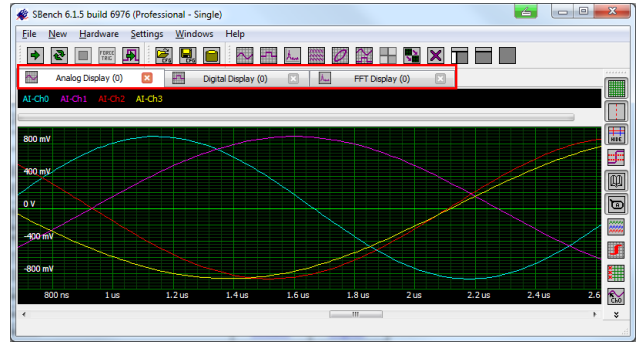 SBench 6.1.5 build 6976 (Professional - Single)
File New Hardware Settings Windows Help
FORCE TRIG CFG CFG
Analog Display (0) Digital Display (0) FFT Display (0)
AI-Ch0 AI-Ch1 AI-Ch2 AI-Ch3
800 mV
400 mV
0 V
-400 mV
-800 mV
800 ns 1 us 1.2 us 1.4 us 1.6 us 1.8 us 2 us 2.2 us 2.4 us 2.6
Ch0